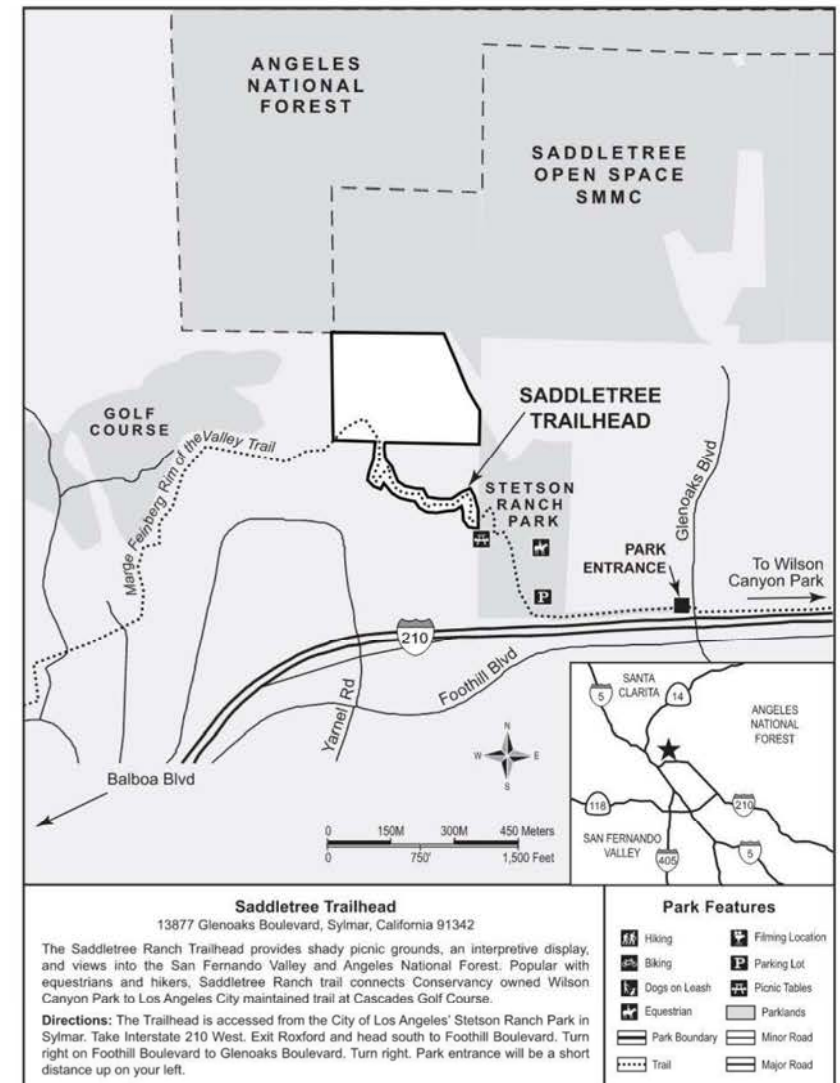 ANGELES
NATIONAL
FOREST
SADDLETREE
OPEN SPACE
SMMC
GOLF
COURSE
Marge Feinberg Rim of the Valley Trail
SADDLETREE
TRAILHEAD
STETSON
RANCH
PARK
P
Glenoaks Blvd
PARK
ENTRANCE
To Wilson
Canyon Park
210
Foothill Blvd
Yarnel Rd
Balboa Blvd
N
W E
S
0 150M 300M 450 Meters
0 750' 1,500 Feet
SANTA
CLARITA
5
14
ANGELES
NATIONAL
FOREST
118
210
SAN FERNANDO
VALLEY
405
5
Saddletree Trailhead
13877 Glenoaks Boulevard, Sylmar, California 91342
The Saddletree Ranch Trailhead provides shady picnic grounds, an interpretive display,
and views into the San Fernando Valley and Angeles National Forest. Popular with
equestrians and hikers, Saddletree Ranch trail connects Conservancy owned Wilson
Canyon Park to Los Angeles City maintained trail at Cascades Golf Course.
Directions: The Trailhead is accessed from the City of Los Angeles' Stetson Ranch Park in
Sylmar. Take Interstate 210 West. Exit Roxford and head south to Foothill Boulevard. Turn
right on Foothill Boulevard to Glenoaks Boulevard. Turn right. Park entrance will be a short
distance up on your left.
Park Features
Hiking
Biking
Dogs on Leash
Equestrian
Park Boundary
Trail
Filming Location
P Parking Lot
Picnic Tables
Parklands
Minor Road
Major Road